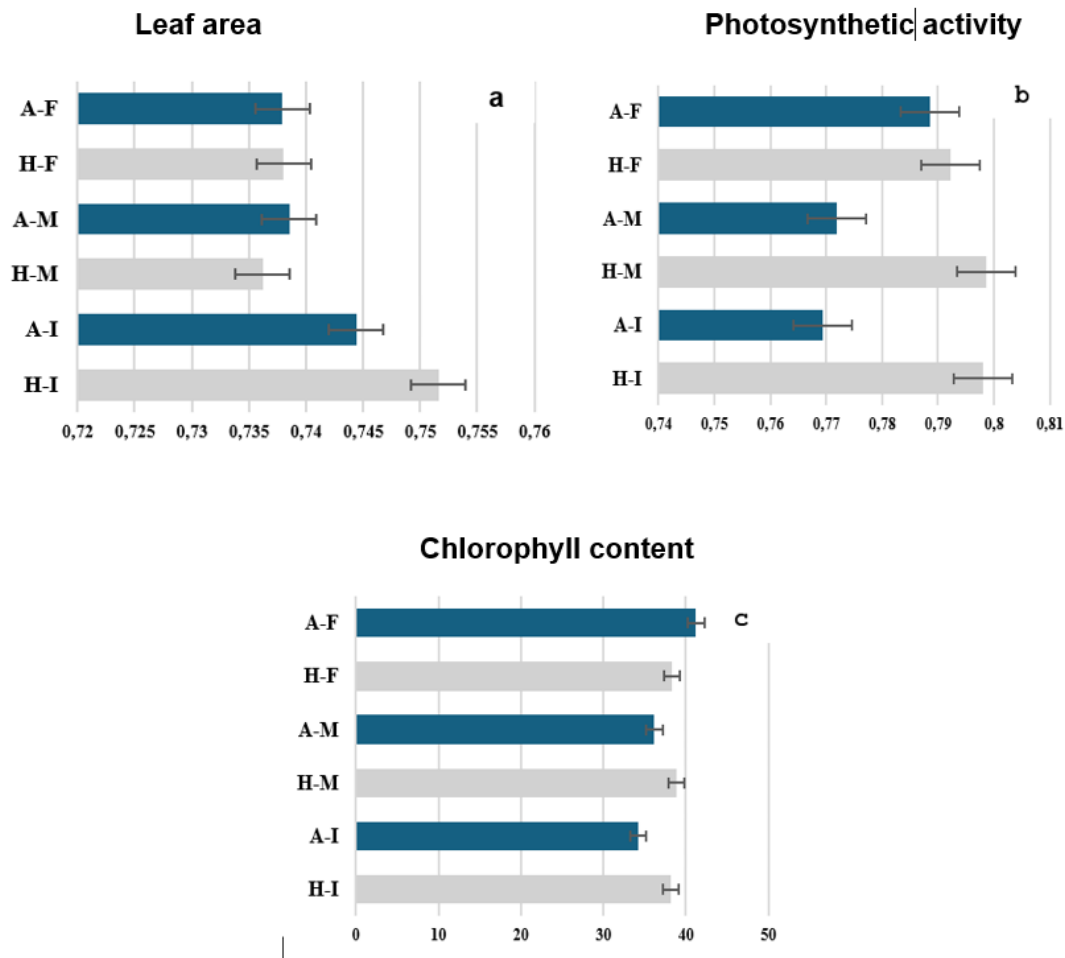 Leaf area
a
A-F
H-F
A-M
H-M
A-I
H-I
0,72 0,725 0,73 0,735 0,74 0,745 0,75 0,755 0,76
Photosynthetic activity
b
A-F
H-F
A-M
H-M
A-I
H-I
0,74 0,75 0,76 0,77 0,78 0,79 0,8 0,81
Chlorophyll content
c
A-F
H-F
A-M
H-M
A-I
H-I
0 10 20 30 40 50